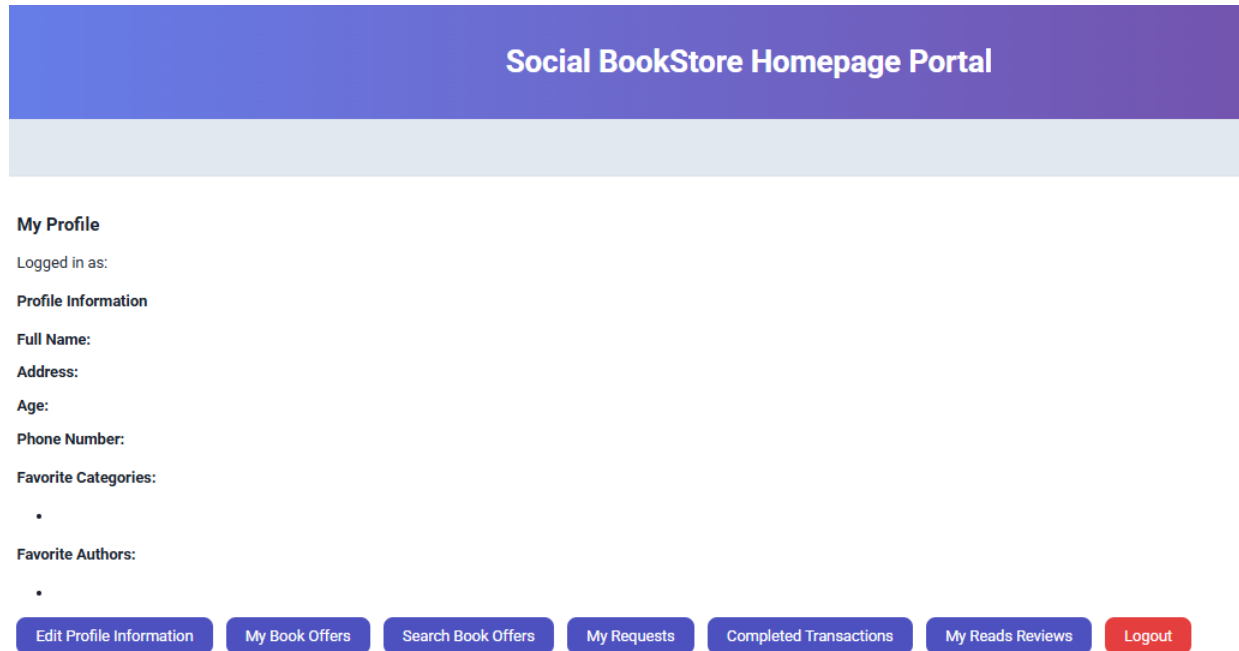 Social BookStore Homepage Portal
My Profile
Logged in as:
Profile Information
Full Name:
Address:
Age:
Phone Number:
Favorite Categories:
Favorite Authors:
Edit Profile Information My Book Offers Search Book Offers My Requests Completed Transactions My Reads Reviews Logout